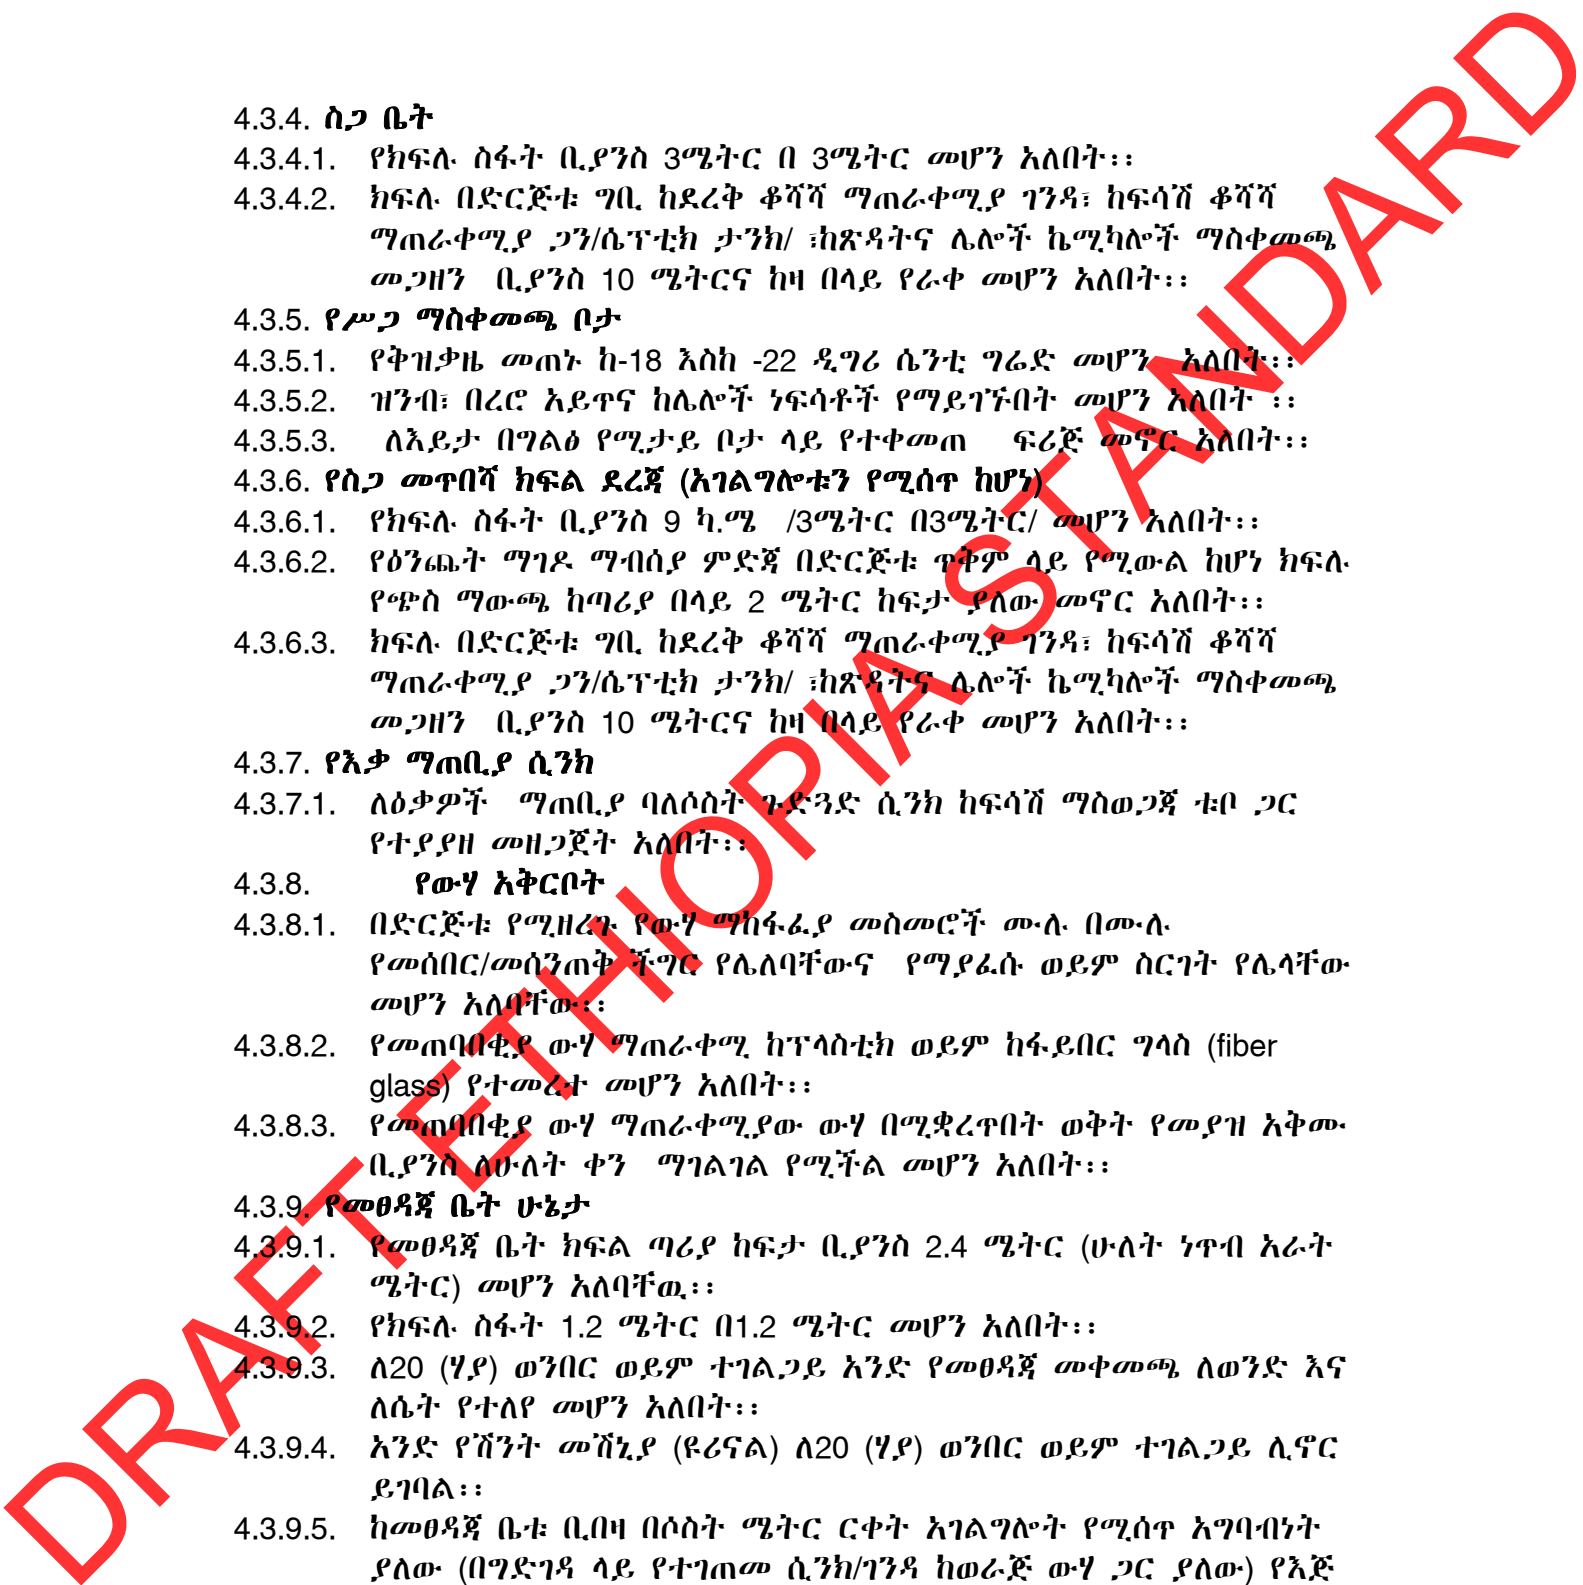 4.3.4. ስጋ ቤት
4.3.4.1. የክፍሉ ስፋት ቢያንስ 3ሜትር በ 3ሜትር መሆን አለበት፡፡
4.3.4.2. ክፍሉ በድርጅቱ ግቢ ከደረቅ ቆሻሻ ማጠራቀሚያ ገንዳ፣ ከፍሳሽ ቆሻሻ
ማጠራቀሚያ ጋን/ሴፕቲክ ታንክ/ ፣ከጽዳትና ሌሎች ኬሚካሎች ማስቀመጫ
መጋዘን ቢያንስ 10 ሜትርና ከዛ በላይ የራቀ መሆን አለበት፡፡
4.3.5. የሥጋ ማስቀመጫ ቦታ
4.3.5.1. የቅዝቃዜ መጠኑ ከ-18 እስከ -22 ዲግሪ ሴንቲ ግሬድ መሆን አለበት፡፡
4.3.5.2. ዝንብ፣ በረሮ አይጥና ከሌሎች ነፍሳቶች የማይገኙበት መሆን አለበት ፡፡
4.3.5.3. ለእይታ በግልፅ የሚታይ ቦታ ላይ የተቀመጠ ፍሪጅ መኖር አለበት፡፡
4.3.6. የስጋ መጥበሻ ክፍል ደረጃ (አገልግሎቱን የሚሰጥ ከሆነ)
4.3.6.1. የክፍሉ ስፋት ቢያንስ 9 ካ.ሜ /3ሜትር በ3ሜትር/ መሆን አለበት፡፡
4.3.6.2. የዕንጨት ማገዶ ማብሰያ ምድጃ በድርጅቱ ጥቅም ላይ የሚውል ከሆነ ክፍሉ
የጭስ ማውጫ ከጣሪያ በላይ 2 ሜትር ከፍታ ያለው መኖር አለበት፡፡
4.3.6.3. ክፍሉ በድርጅቱ ግቢ ከደረቅ ቆሻሻ ማጠራቀሚያ ገንዳ፣ ከፍሳሽ ቆሻሻ
ማጠራቀሚያ ጋን/ሴፕቲክ ታንክ/ ፣ከጽዳትና ሌሎች ኬሚካሎች ማስቀመጫ
መጋዘን ቢያንስ 10 ሜትርና ከዛ በላይ የራቀ መሆን አለበት፡፡
4.3.7. የእቃ ማጠቢያ ሲንክ
4.3.7.1. ለዕቃዎች ማጠቢያ ባለሶስት ጉድጓድ ሲንክ ከፍሳሽ ማስወጋጃ ቱቦ ጋር
የተያያዘ መዘጋጀት አለበት፡፡
4.3.8. የውሃ አቅርቦት
4.3.8.1. በድርጅቱ የሚዘረጉ የውሃ ማከፋፈያ መስመሮች ሙሉ በሙሉ
የመሰበር/መሰንጠቅ ችግር የሌለባቸውና የማያፈሱ ወይም ስርገት የሌላቸው
መሆን አለባቸው፡፡
4.3.8.2. የመጠባበቂያ ውሃ ማጠራቀሚ ከፕላስቲክ ወይም ከፋይበር ግላስ (fiber
glass) የተመረተ መሆን አለበት፡፡
4.3.8.3. የመጠባበቂያ ውሃ ማጠራቀሚያው ውሃ በሚቋረጥበት ወቅት የመያዝ አቅሙ
ቢያንስ ለሁለት ቀን ማገልገል የሚችል መሆን አለበት፡፡
4.3.9. የመፀዳጃ ቤት ሁኔታ
4.3.9.1. የመፀዳጃ ቤት ክፍል ጣሪያ ከፍታ ቢያንስ 2.4 ሜትር (ሁለት ነጥብ አራት
ሜትር) መሆን አለባቸዉ፡፡
4.3.9.2. የክፍሉ ስፋት 1.2 ሜትር በ1.2 ሜትር መሆን አለበት፡፡
4.3.9.3. ለ20 (ሃያ) ወንበር ወይም ተገልጋይ አንድ የመፀዳጃ መቀመጫ ለወንድ እና
ለሴት የተለየ መሆን አለበት፡፡
4.3.9.4. አንድ የሽንት መሽኒያ (ዩሪናል) ለ20 (ሃያ) ወንበር ወይም ተገልጋይ ሊኖር
ይገባል፡፡
4.3.9.5. ከመፀዳጃ ቤቱ ቢበዛ በሶስት ሜትር ርቀት አገልግሎት የሚሰጥ አግባብነት
ያለው (በግድገዳ ላይ የተገጠመ ሲንክ/ገንዳ ከወራጅ ውሃ ጋር ያለው) የእጅ
DRAFT ETHIOPIA STANDARD